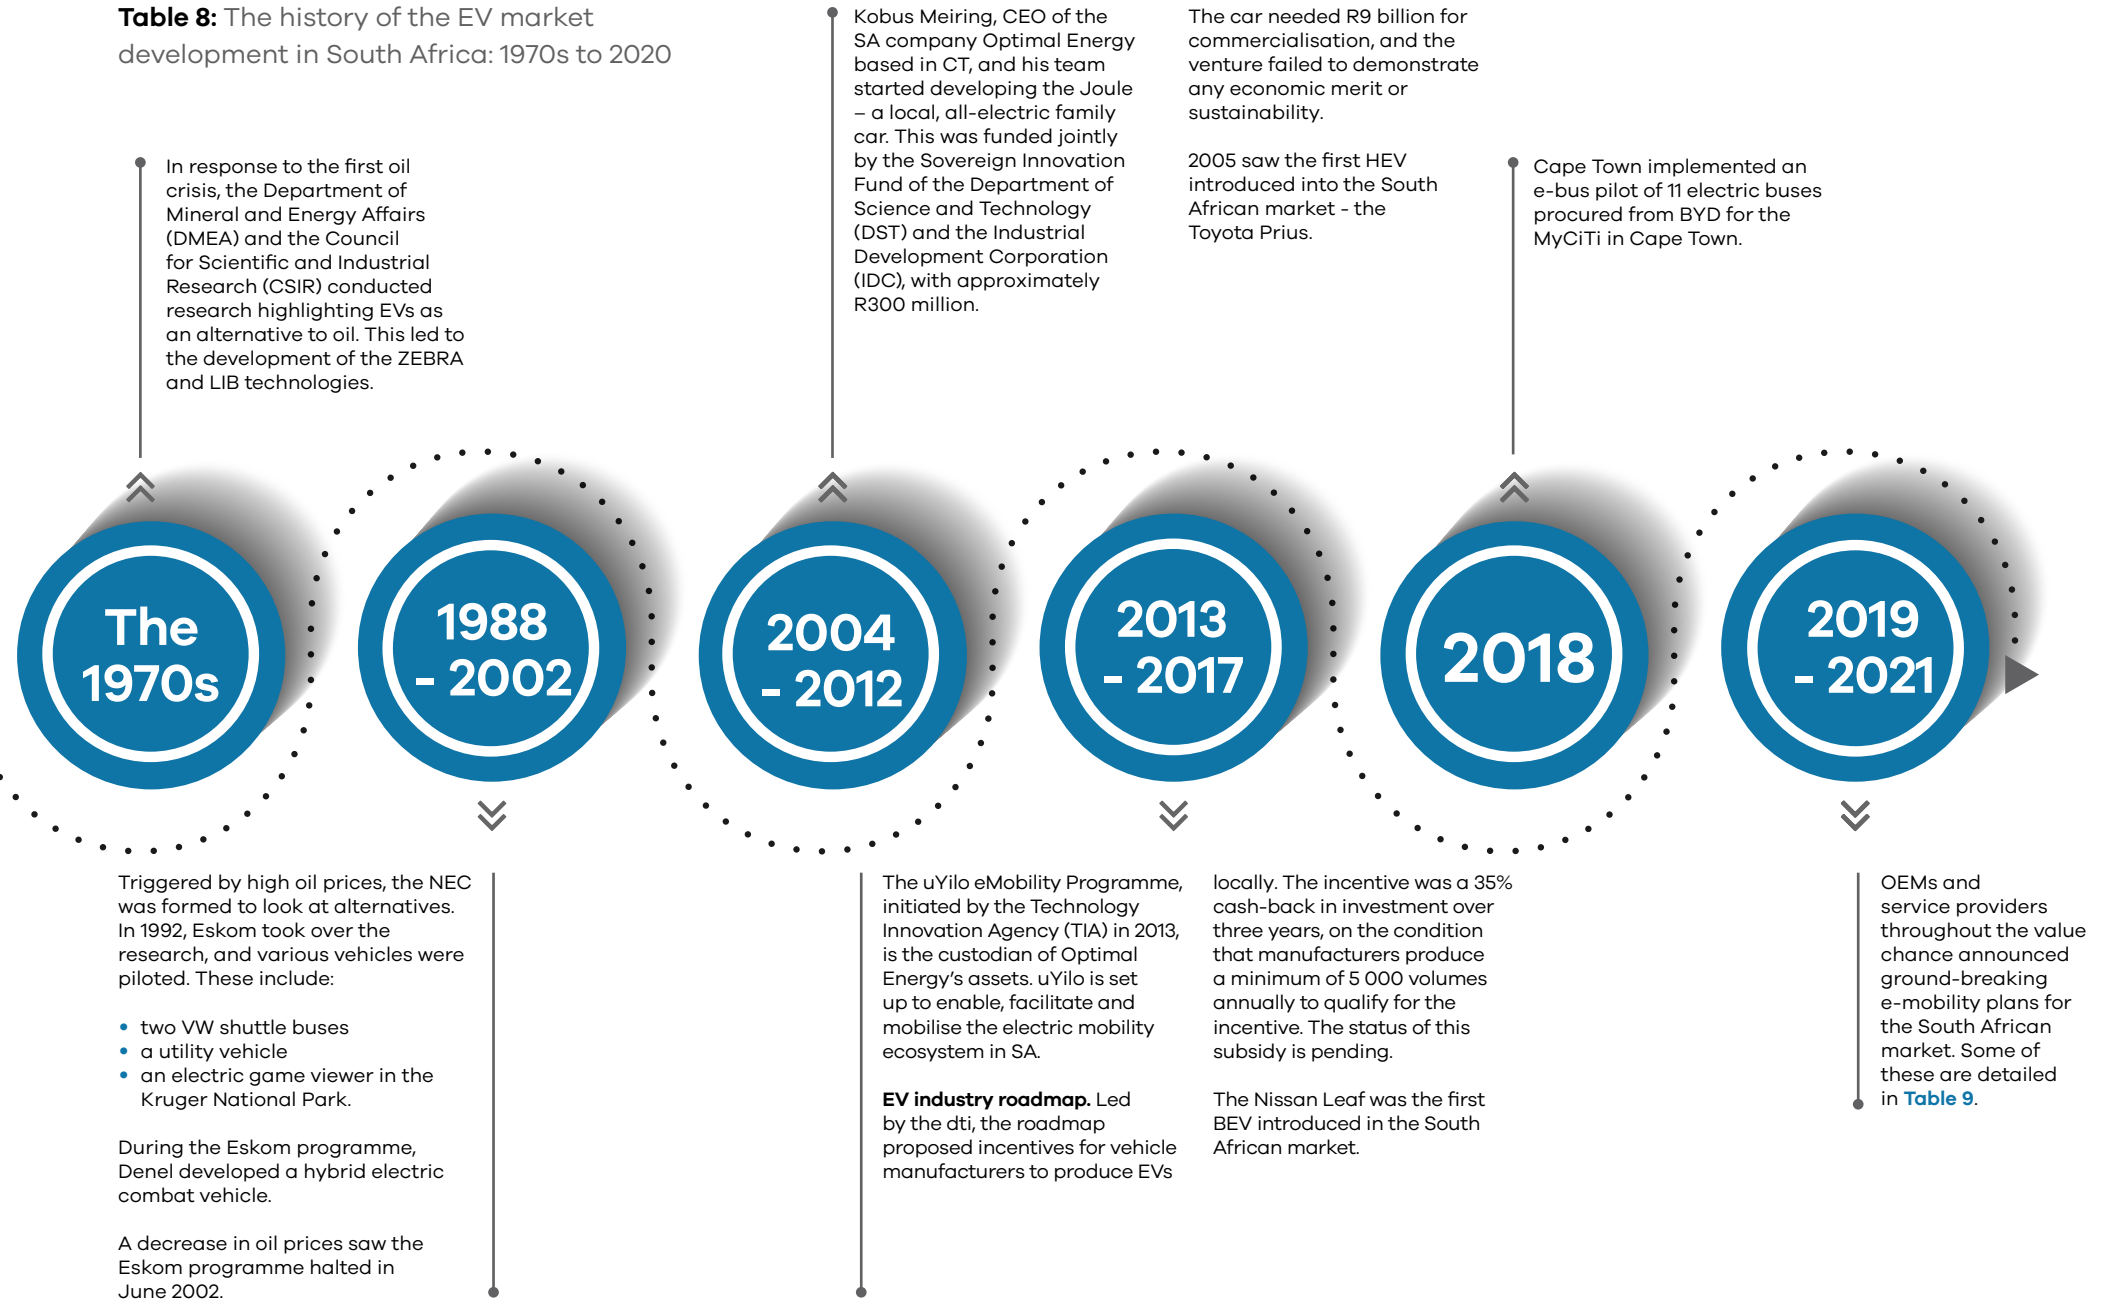 Table 8: The history of the EV market
development in South Africa: 1970s to 2020
In response to the first oil
crisis, the Department of
Mineral and Energy Affairs
(DMEA) and the Council
for Scientific and Industrial
Research (CSIR) conducted
research highlighting EVs as
an alternative to oil. This led to
the development of the ZEBRA
and LIB technologies.
Kobus Meiring, CEO of the
SA company Optimal Energy
based in CT, and his team
started developing the Joule
– a local, all-electric family
car. This was funded jointly
by the Sovereign Innovation
Fund of the Department of
Science and Technology
(DST) and the Industrial
Development Corporation
(IDC), with approximately
R300 million.
The car needed R9 billion for
commercialisation, and the
venture failed to demonstrate
any economic merit or
sustainability.
2005 saw the first HEV
introduced into the South
African market - the
Toyota Prius.
Cape Town implemented an
e-bus pilot of 11 electric buses
procured from BYD for the
MyCiTi in Cape Town.
The
1970s
1988
- 2002
2004
- 2012
2013
- 2017
2018
2019
- 2021
Triggered by high oil prices, the NEC
was formed to look at alternatives.
In 1992, Eskom took over the
research, and various vehicles were
piloted. These include:
• two VW shuttle buses
• a utility vehicle
• an electric game viewer in the
Kruger National Park.
During the Eskom programme,
Denel developed a hybrid electric
combat vehicle.
A decrease in oil prices saw the
Eskom programme halted in
June 2002.
The uYilo eMobility Programme,
initiated by the Technology
Innovation Agency (TIA) in 2013,
is the custodian of Optimal
Energy's assets. uYilo is set
up to enable, facilitate and
mobilise the electric mobility
ecosystem in SA.
EV industry roadmap. Led
by the dti, the roadmap
proposed incentives for vehicle
manufacturers to produce EVs
locally. The incentive was a 35%
cash-back in investment over
three years, on the condition
that manufacturers produce
a minimum of 5 000 volumes
annually to qualify for the
incentive. The status of this
subsidy is pending.
The Nissan Leaf was the first
BEV introduced in the South
African market.
OEMs and
service providers
throughout the value
chance announced
ground-breaking
e-mobility plans for
the South African
market. Some of
these are detailed
in Table 9.